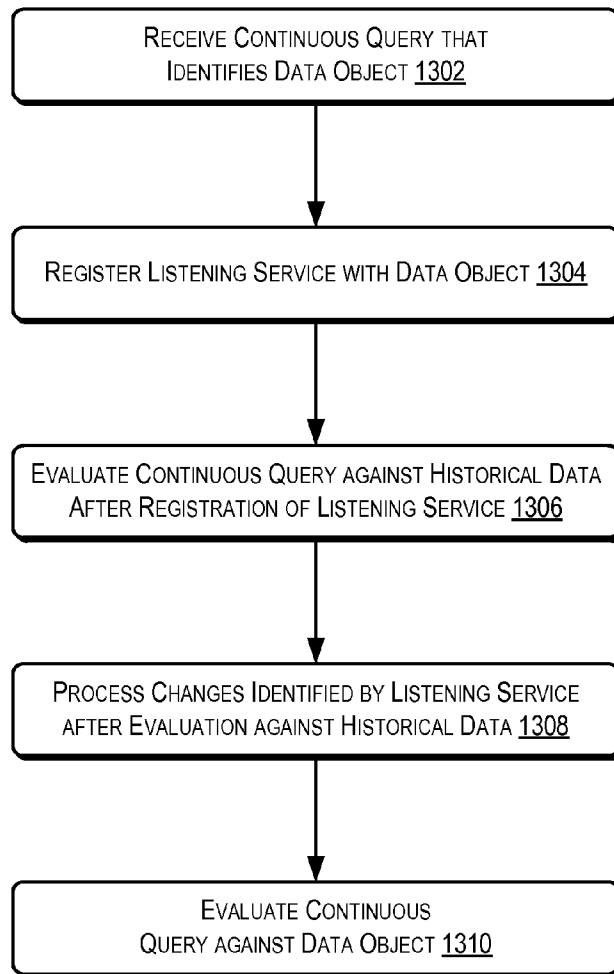 Receive Continuous Query that
Identifies Data Object 1302
Register Listening Service with Data Object 1304
Evaluate Continuous Query against Historical Data
After Registration of Listening Service 1306
Process Changes Identified by Listening Service
after Evaluation against Historical Data 1308
Evaluate Continuous
Query against Data Object 1310